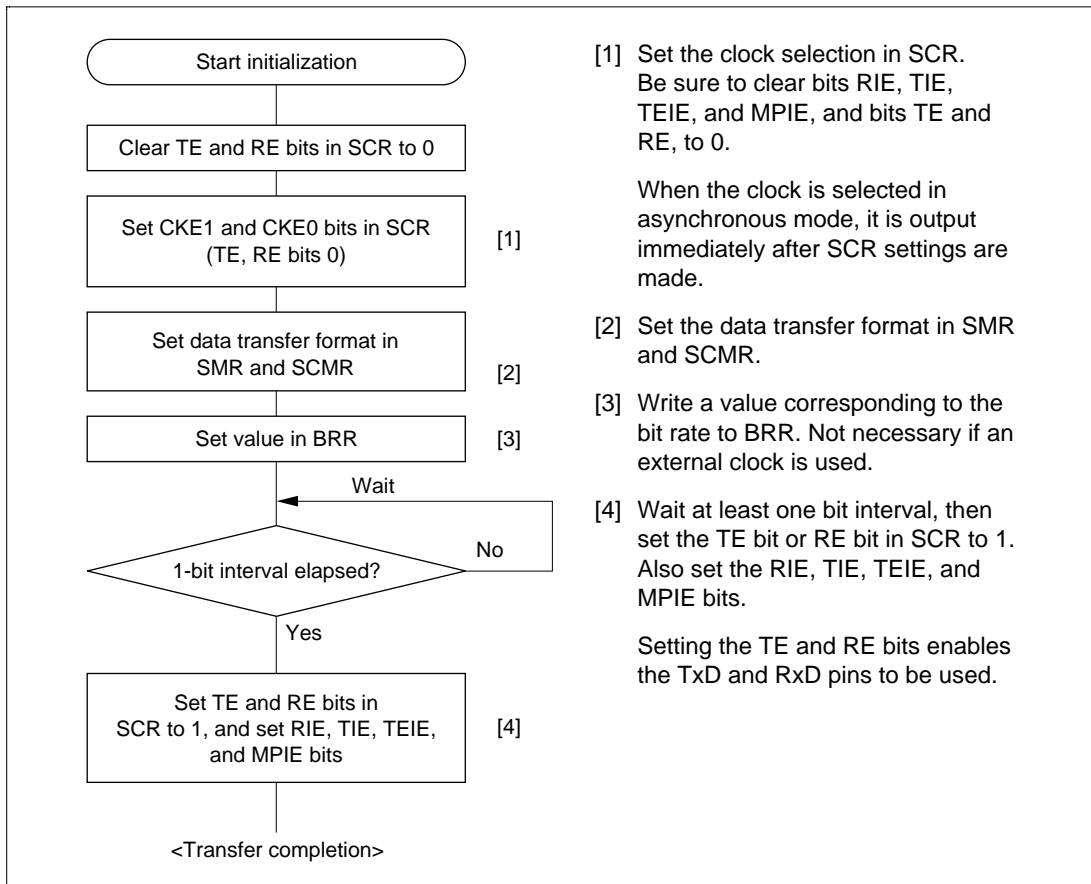 Start initialization
Clear TE and RE bits in SCR to 0
Set CKE1 and CKE0 bits in SCR
(TE, RE bits 0)
[1]
Set data transfer format in
SMR and SCMR
[2]
Set value in BRR
[3]
Wait
1-bit interval elapsed?
No
Yes
Set TE and RE bits in
SCR to 1, and set RIE, TIE, TEIE,
and MPIE bits
[4]
<Transfer completion>
[1] Set the clock selection in SCR.
Be sure to clear bits RIE, TIE,
TEIE, and MPIE, and bits TE and
RE, to 0.
When the clock is selected in
asynchronous mode, it is output
immediately after SCR settings are
made.
[2] Set the data transfer format in SMR
and SCMR.
[3] Write a value corresponding to the
bit rate to BRR. Not necessary if an
external clock is used.
[4] Wait at least one bit interval, then
set the TE bit or RE bit in SCR to 1.
Also set the RIE, TIE, TEIE, and
MPIE bits.
Setting the TE and RE bits enables
the TxD and RxD pins to be used.